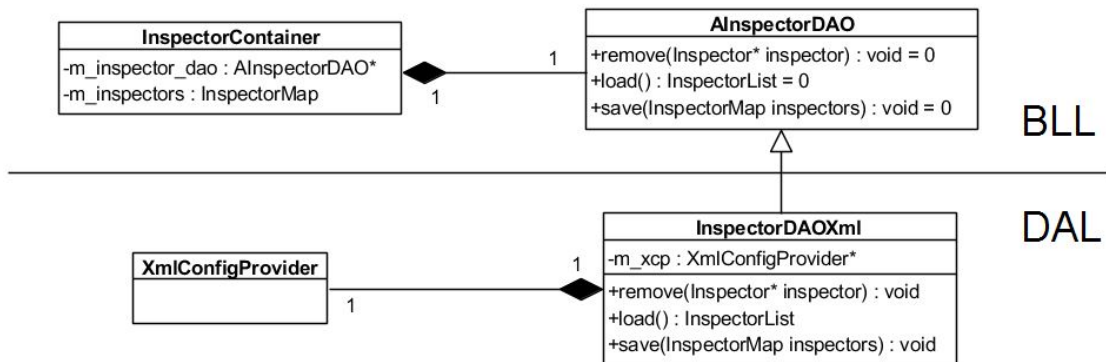 InspectorContainer
-m_inspector_dao : AInspectorDAO*
-m_inspectors : InspectorMap
1
1
AInspectorDAO
+remove(Inspector* inspector) : void = 0
+load() : InspectorList = 0
+save(InspectorMap inspectors) : void = 0
BLL
DAL
XmlConfigProvider
1
1
InspectorDAOXml
-m_xcp : XmlConfigProvider*
+remove(Inspector* inspector) : void
+load() : InspectorList
+save(InspectorMap inspectors) : void